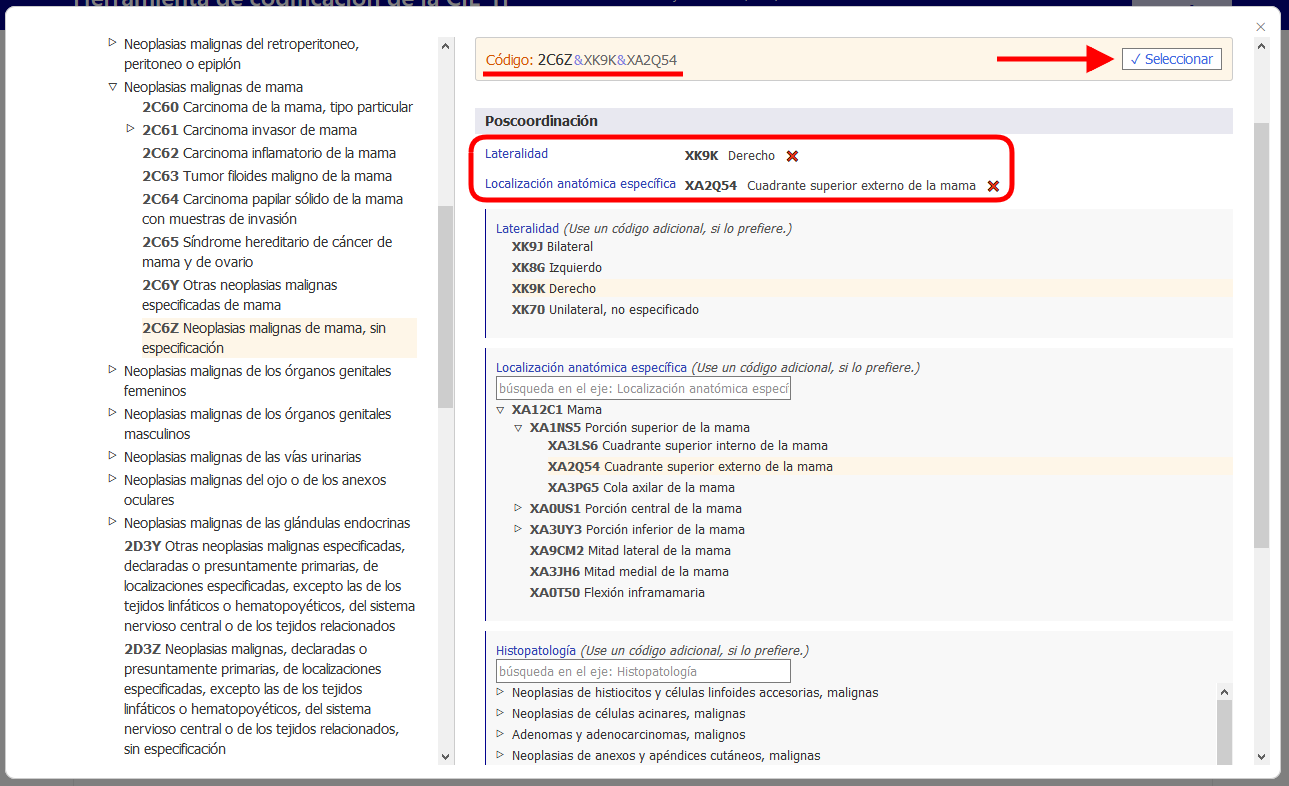 Herramienta de codificación de la CIE-11
×
Neoplasias malignas del retroperitoneo,
peritoneo o epiplón
Neoplasias malignas de mama
2C60 Carcinoma de la mama, tipo particular
2C61 Carcinoma invasor de mama
2C62 Carcinoma inflamatorio de la mama
2C63 Tumor filoides maligno de la mama
2C64 Carcinoma papilar sólido de la mama
con muestras de invasión
2C65 Síndrome hereditario de cáncer de
mama y de ovario
2C6Y Otras neoplasias malignas
especificadas de mama
2C6Z Neoplasias malignas de mama, sin
especificación
Neoplasias malignas de los órganos genitales
femeninos
Neoplasias malignas de los órganos genitales
masculinos
Neoplasias malignas de las vías urinarias
Neoplasias malignas del ojo o de los anexos
oculares
Neoplasias malignas de las glándulas endocrinas
2D3Y Otras neoplasias malignas especificadas,
declaradas o presuntamente primarias, de
localizaciones especificadas, excepto las de los
tejidos linfáticos o hematopoyéticos, del sistema
nervioso central o de los tejidos relacionados
2D3Z Neoplasias malignas, declaradas o
presuntamente primarias, de localizaciones
especificadas, excepto las de los tejidos
linfáticos o hematopoyéticos, del sistema
nervioso central o de los tejidos relacionados,
sin especificación
Código: 2C6Z&XK9K&XA2Q54
✓ Seleccionar
Poscoordinación
Lateralidad XK9K Derecho
Localización anatómica específica XA2Q54 Cuadrante superior externo de la mama
Lateralidad (Use un código adicional, si lo prefiere.)
XK9J Bilateral
XK8G Izquierdo
XK9K Derecho
XK70 Unilateral, no especificado
Localización anatómica específica (Use un código adicional, si lo prefiere.)
búsqueda en el eje: Localización anatómica específ
XA12C1 Mama
XA1NS5 Porción superior de la mama
XA3LS6 Cuadrante superior interno de la mama
XA2Q54 Cuadrante superior externo de la mama
XA3PG5 Cola axilar de la mama
XA0US1 Porción central de la mama
XA3UY3 Porción inferior de la mama
XA9CM2 Mitad lateral de la mama
XA3JH6 Mitad medial de la mama
XA0T50 Flexión inframamaria
Histopatología (Use un código adicional, si lo prefiere.)
búsqueda en el eje: Histopatología
Neoplasias de histiocitos y células linfoides accesorias, malignas
Neoplasias de células acinares, malignas
Adenomas y adenocarcinomas, malignos
Neoplasias de anexos y apéndices cutáneos, malignas